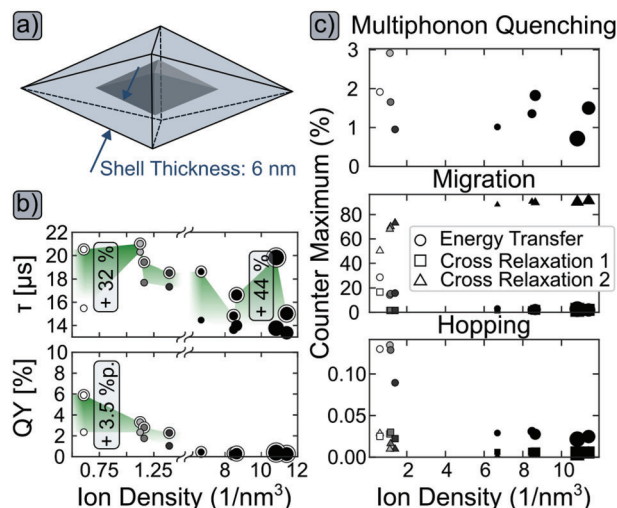 a)
Shell Thickness: 6 nm
b)
τ [µs]
22
20
18
16
14
+ 32 %
+ 44 %
QY [%]
10
8
6
4
2
0
+ 3.5 %p.
0.75
1.25
8
10
11.4
Ion Density (1/nm³)
c)
Multiphonon Quenching
Counter Maximum (%)
3
2
1
0
Migration
80
60
40
20
0
Energy Transfer
Cross Relaxation 1
Cross Relaxation 2
Hopping
0.10
0.05
0.00
0
2
4
6
8
10
Ion Density (1/nm³)